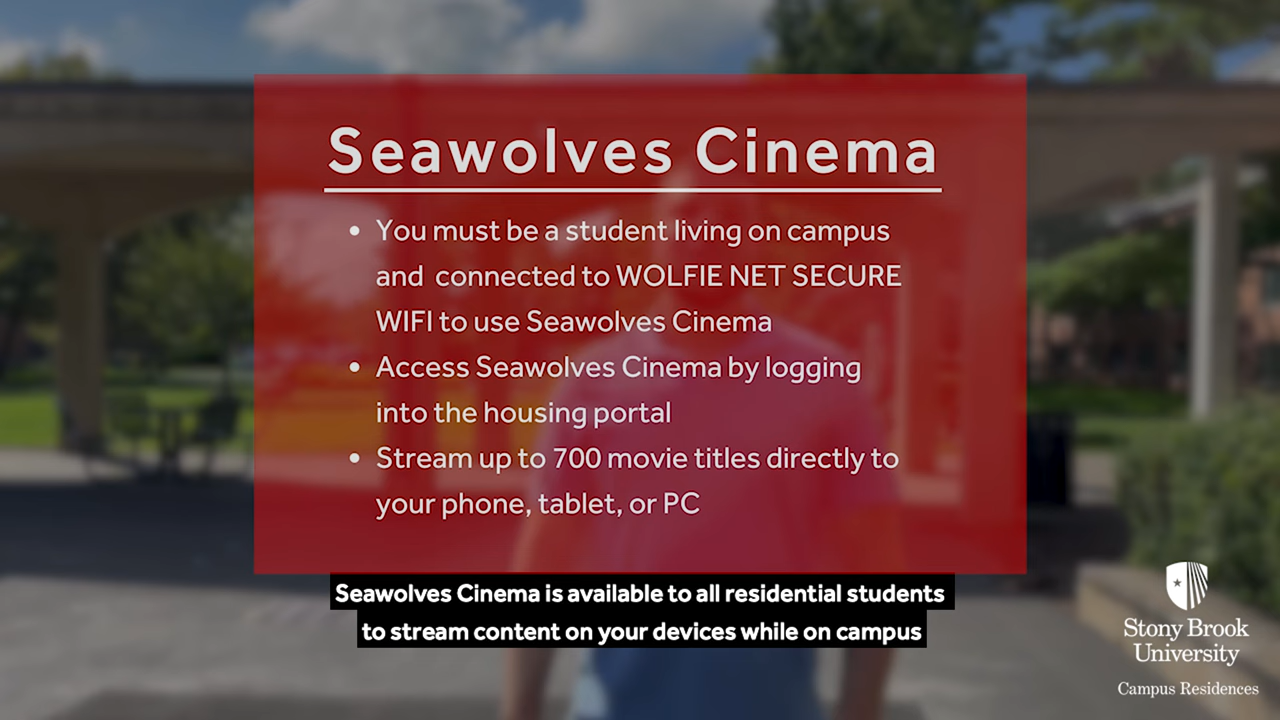 Seawolves Cinema
• You must be a student living on campus
and connected to WOLFIE NET SECURE
WIFI to use Seawolves Cinema
• Access Seawolves Cinema by logging
into the housing portal
• Stream up to 700 movie titles directly to
your phone, tablet, or PC
Seawolves Cinema is available to all residential students
to stream content on your devices while on campus
Stony Brook
University
Campus Residences